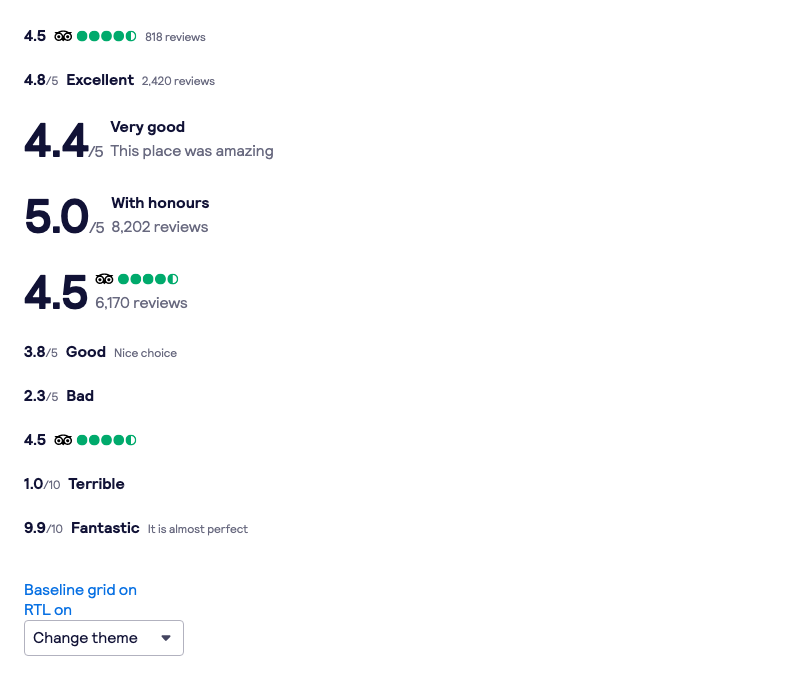 4.5 818 reviews
4.8/5 Excellent 2,420 reviews
4.4/5 Very good
This place was amazing
5.0/5 With honours
8,202 reviews
4.5
6,170 reviews
3.8/5 Good Nice choice
2.3/5 Bad
4.5
1.0/10 Terrible
9.9/10 Fantastic It is almost perfect
Baseline grid on
RTL on
Change theme